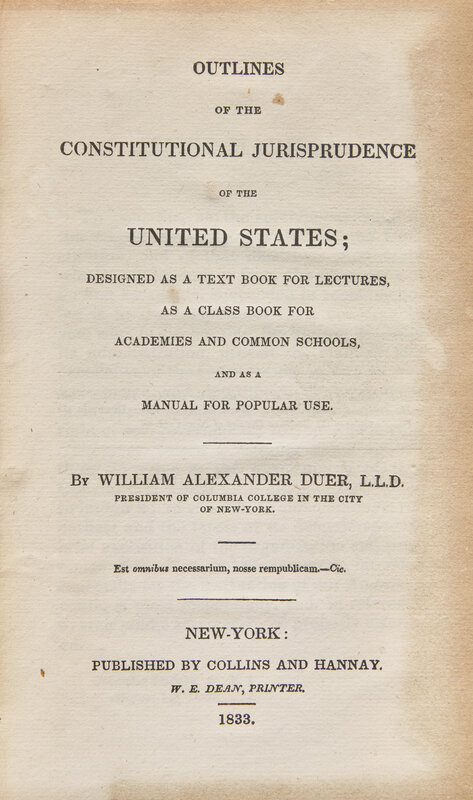 OUTLINES
OF THE
CONSTITUTIONAL JURISPRUDENCE
OF THE
UNITED STATES;
DESIGNED AS A TEXT BOOK FOR LECTURES,
AS A CLASS BOOK FOR
ACADEMIES AND COMMON SCHOOLS,
AND AS A
MANUAL FOR POPULAR USE.
BY WILLIAM ALEXANDER DUER, L.L.D.
PRESIDENT OF COLUMBIA COLLEGE IN THE CITY
OF NEW-YORK.
Est omnibus necessarium, nosse rempublicam.—Cic.
NEW-YORK:
PUBLISHED BY COLLINS AND HANNAY.
W. E. DEAN, PRINTER.
1833.